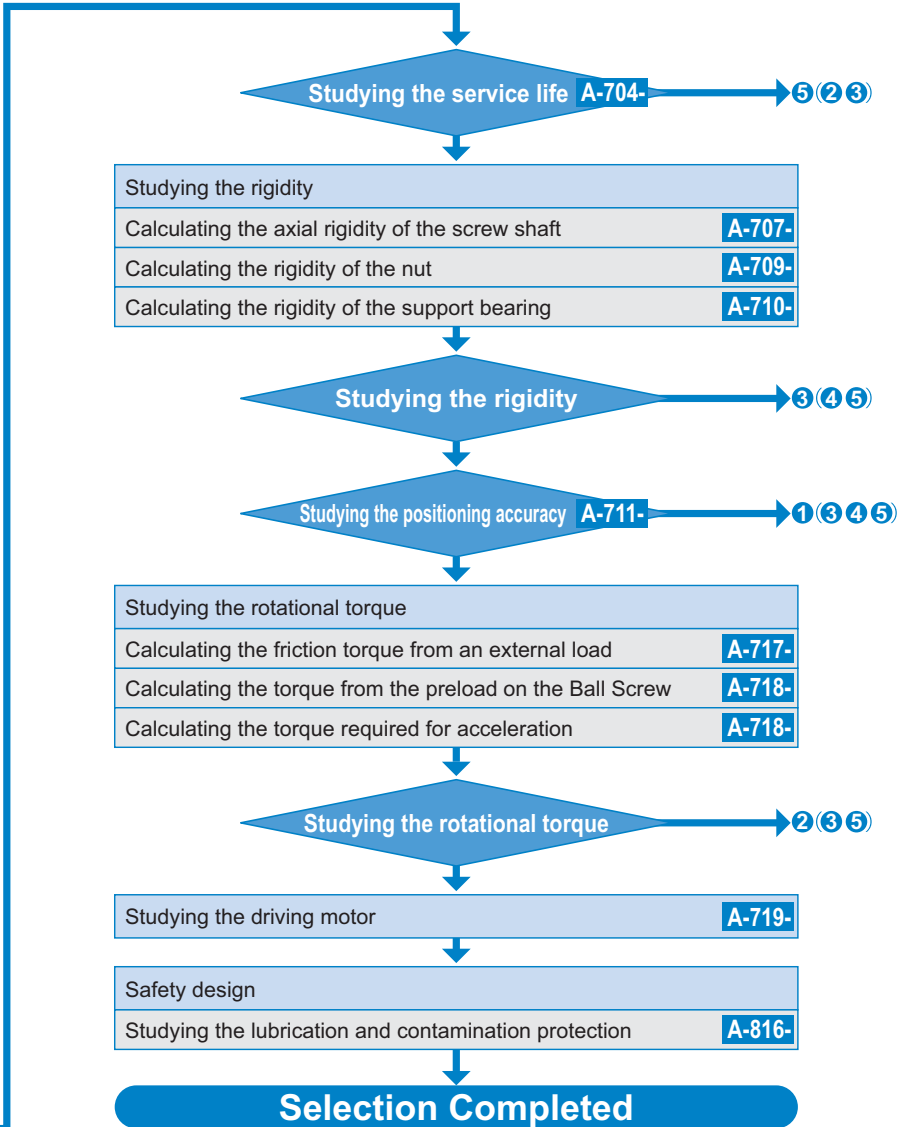 Studying the service life A-704- ❺(❷❸)
Studying the rigidity
Calculating the axial rigidity of the screw shaft A-707-
Calculating the rigidity of the nut A-709-
Calculating the rigidity of the support bearing A-710-
Studying the rigidity ❸(❹❺)
Studying the positioning accuracy A-711- ❶(❸❹❺)
Studying the rotational torque
Calculating the friction torque from an external load A-717-
Calculating the torque from the preload on the Ball Screw A-718-
Calculating the torque required for acceleration A-718-
Studying the rotational torque ❷(❸❺)
Studying the driving motor A-719-
Safety design
Studying the lubrication and contamination protection A-816-
Selection Completed